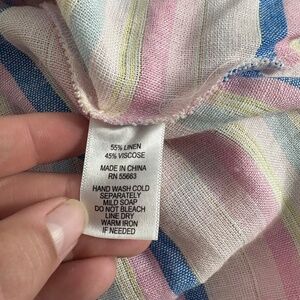 55% LINEN
45% VISCOSE
MADE IN CHINA
RN 55663
HAND WASH COLD
SEPARATELY
MILD SOAP
DO NOT BLEACH
LINE DRY
WARM IRON
IF NEEDED